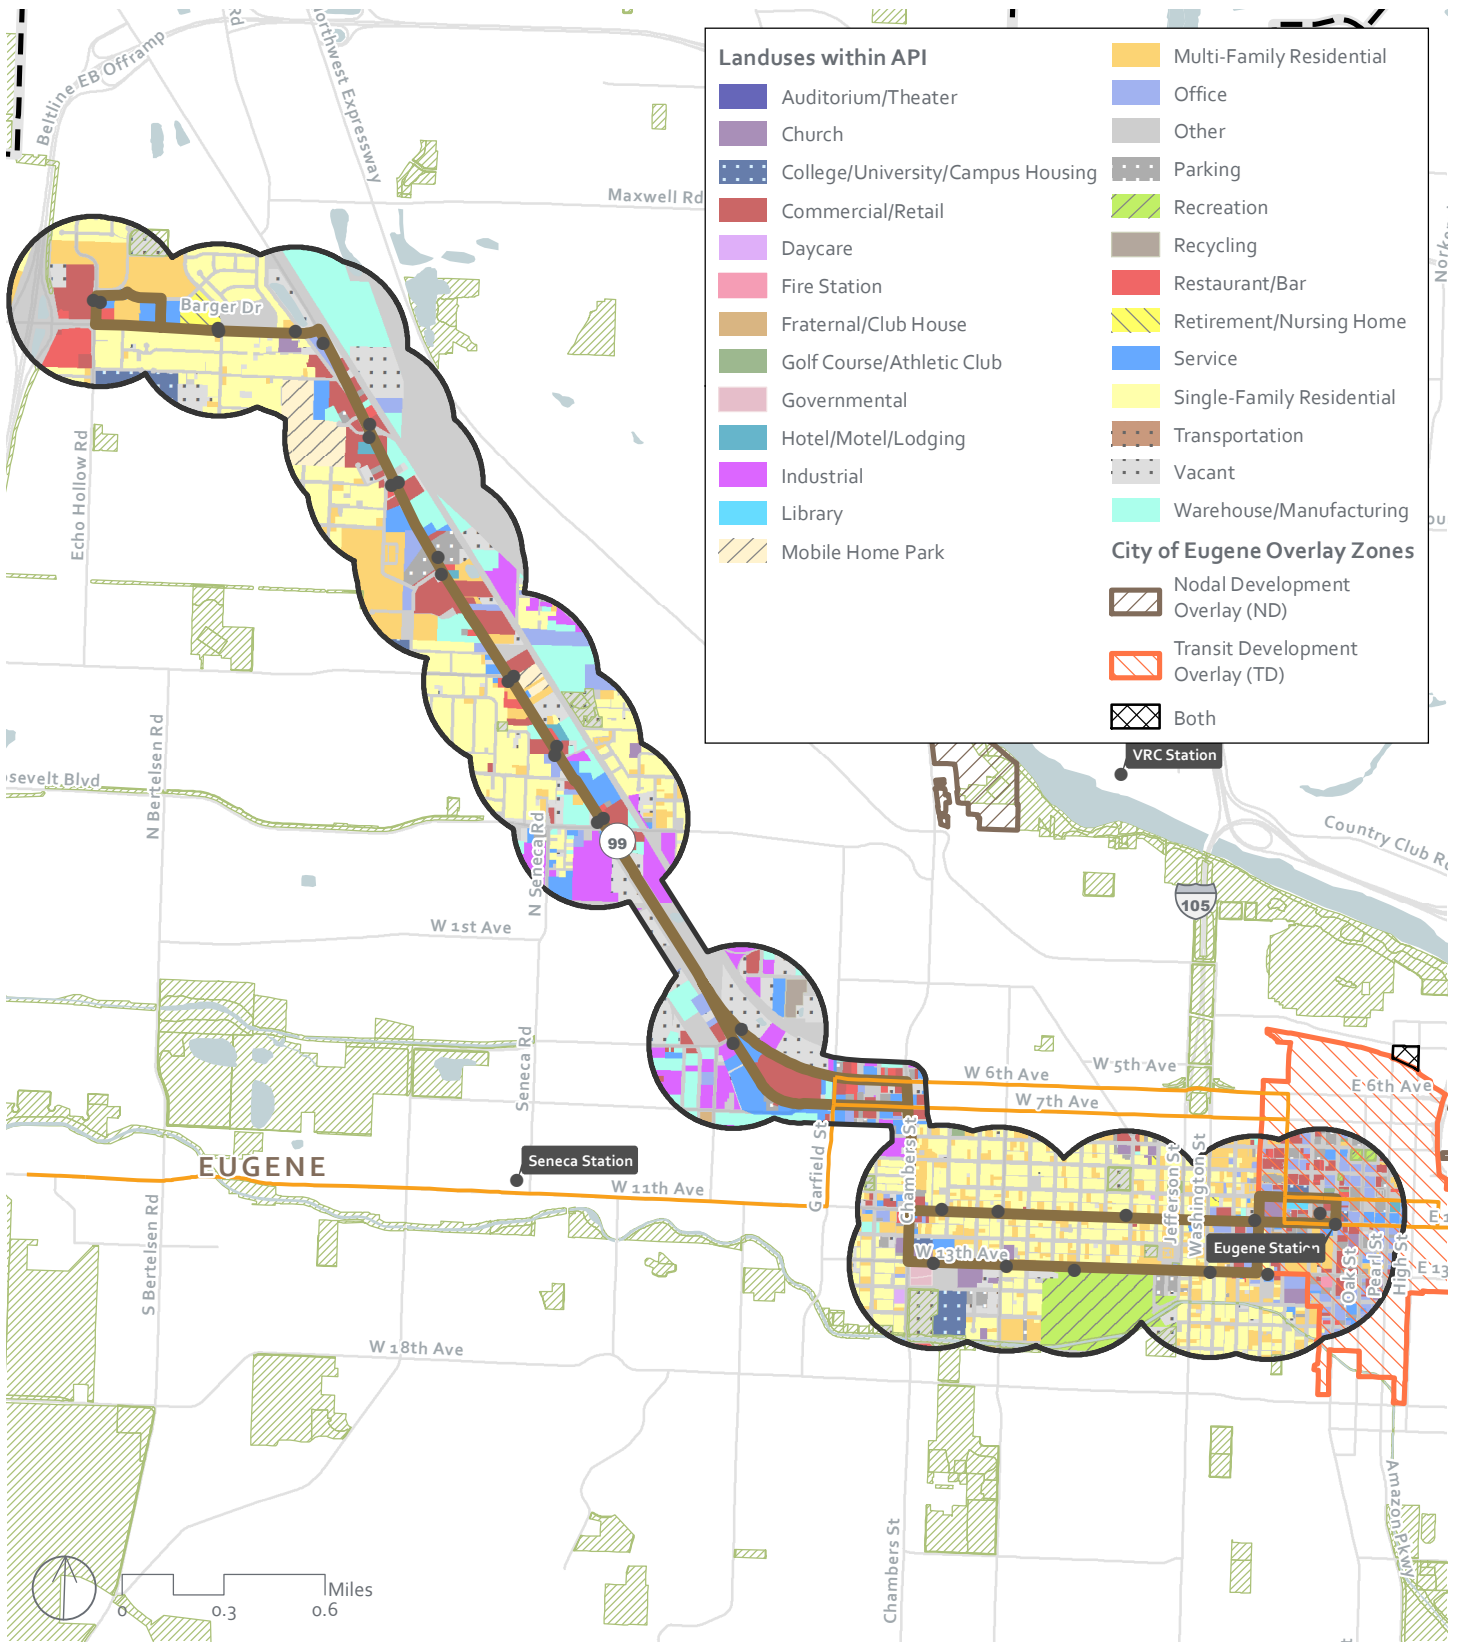 Landuses within API
Auditorium/Theater
Church
College/University/Campus Housing
Commercial/Retail
Daycare
Fire Station
Fraternal/Club House
Golf Course/Athletic Club
Governmental
Hotel/Motel/Lodging
Industrial
Library
Mobile Home Park
Multi-Family Residential
Office
Other
Parking
Recreation
Recycling
Restaurant/Bar
Retirement/Nursing Home
Service
Single-Family Residential
Transportation
Vacant
Warehouse/Manufacturing
City of Eugene Overlay Zones
Nodal Development
Overlay (ND)
Transit Development
Overlay (TD)
Both
Beltline EB Offramp
Rd
orthwest Expressway
Maxwell Rd
Barger Dr
Echo Hollow Rd
N Bertelsen Rd
sevelt Blvd
N Seneca Rd
99
W 1st Ave
Seneca Rd
VRC Station
Country Club R
105
W 5th Ave
W 6th Ave
W 7th Ave
E 6th Ave
EUGENE
Seneca Station
W 11th Ave
Garfield St
Chambers St
Jefferson St
Washington St
W 13th Ave
Eugene Station
Oak St
Pearl St
High St
E 1
E 13
S Bertelsen Rd
W 18th Ave
Chambers St
Amazon Pkwy
Miles
0
0.3
0.6